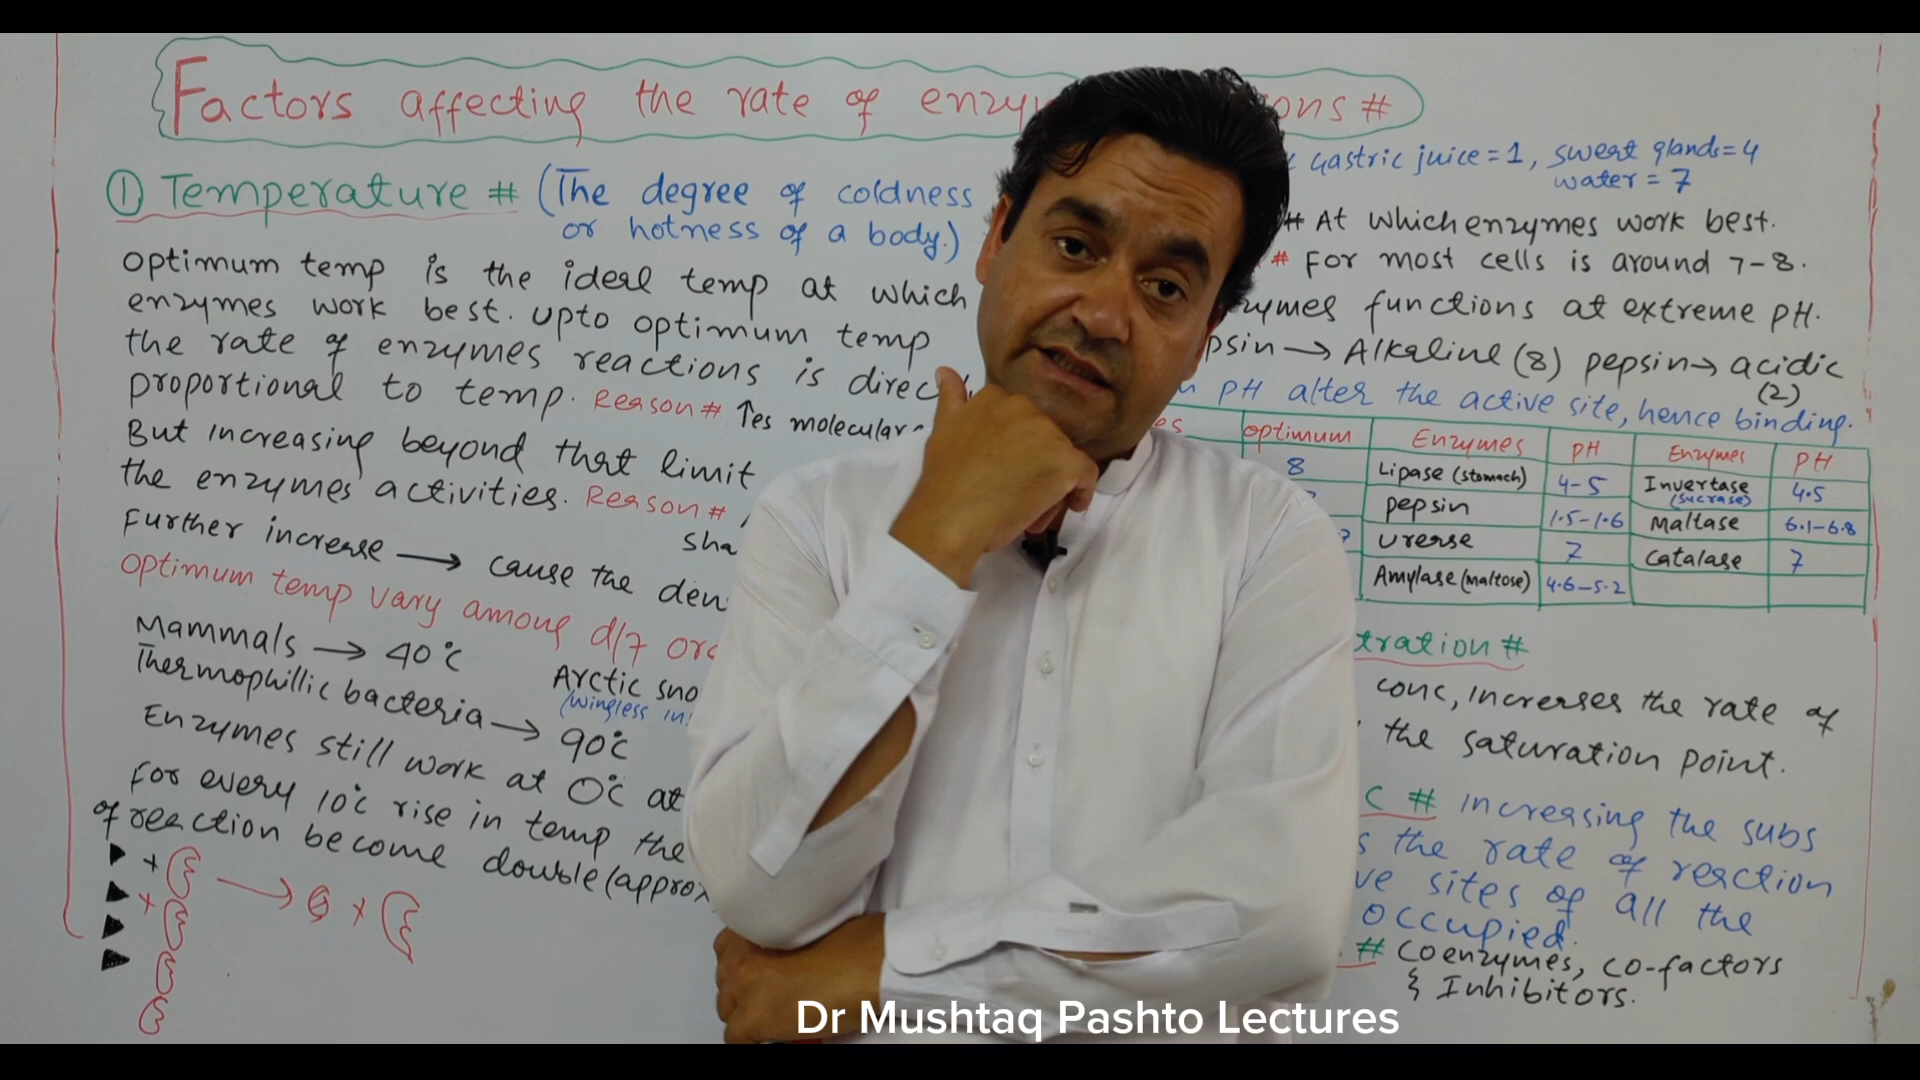 Factors affecting the rate of enzy ons #
① Temperature # (The degree of coldness
or hotness of a body.)
optimum temp is the ideal temp at which
enzymes work best. upto optimum temp
the rate of enzymes reactions is direc
proportional to temp. Reason # ↑es molecular
But increasing beyond that limit
the enzymes activities. Reason #
sha
Further increase → cause the den
optimum temp vary among d/7 org
Mammals → 40°C
Thermophillic bacteria → 90°C
Arctic sno
(wingless in
Enzymes still work at 0°C at
For every 10°C rise in temp the
of reaction become double (approx
Gastric juice = 1, sweat glands = 4
water = 7
# At which enzymes work best.
# For most cells is around 7-8.
zymes functions at extreme pH.
psin → Alkaline (8) pepsin → acidic
(2)
pH alter the active site, hence binding.
es optimum Enzymes pH Enzymes pH
8 Lipase (stomach) 4-5 Invertase (sucrase) 4.5
pepsin 1.5-1.6 Maltase 6.1-6.8
urease 7 catalase 7
Amylase (maltose) 4.6-5.2
tration #
conc, increases the rate of
the saturation point.
C # increasing the subs
s the rate of reaction
ve sites of all the
occupied.
# Coenzymes, co-factors
& Inhibitors.
Dr Mushtaq Pashto Lectures